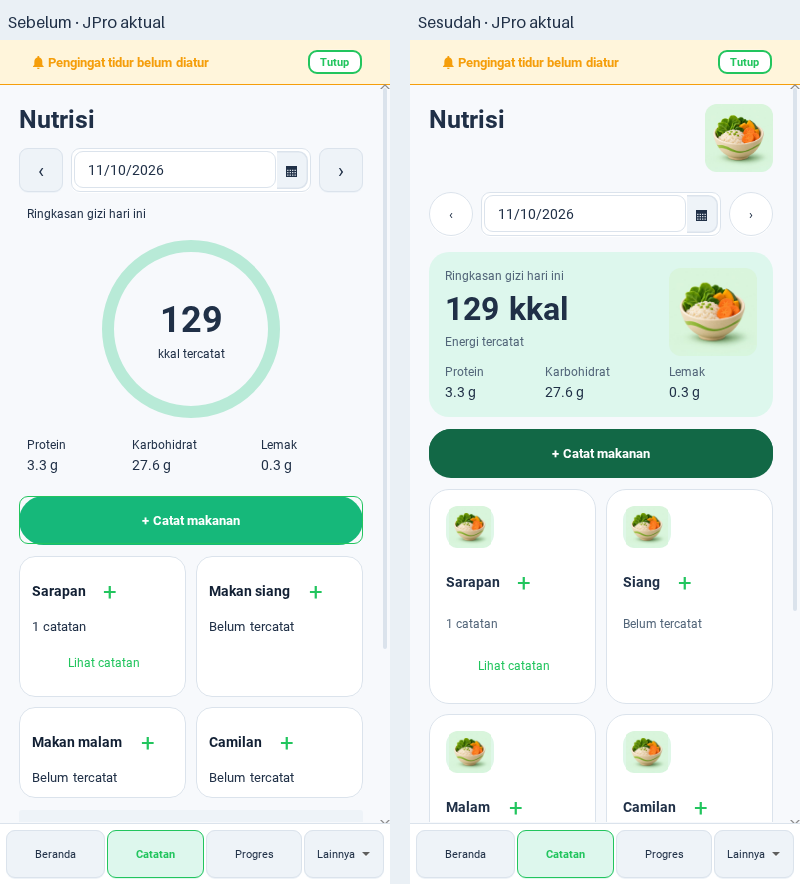 Sebelum · JPro aktual
Pengingat tidur belum diatur
Tutup
Nutrisi
‹
11/10/2026
›
Ringkasan gizi hari ini
129
kkal tercatat
Protein
Karbohidrat
Lemak
3.3 g
27.6 g
0.3 g
+ Catat makanan
Sarapan +
Makan siang +
1 catatan
Belum tercatat
Lihat catatan
Makan malam +
Camilan +
Belum tercatat
Belum tercatat
Beranda
Catatan
Progres
Lainnya
Sesudah · JPro aktual
Pengingat tidur belum diatur
Tutup
Nutrisi
‹
11/10/2026
›
Ringkasan gizi hari ini
129 kkal
Energi tercatat
Protein
Karbohidrat
Lemak
3.3 g
27.6 g
0.3 g
+ Catat makanan
Sarapan +
Siang +
1 catatan
Belum tercatat
Lihat catatan
Malam +
Camilan +
Beranda
Catatan
Progres
Lainnya